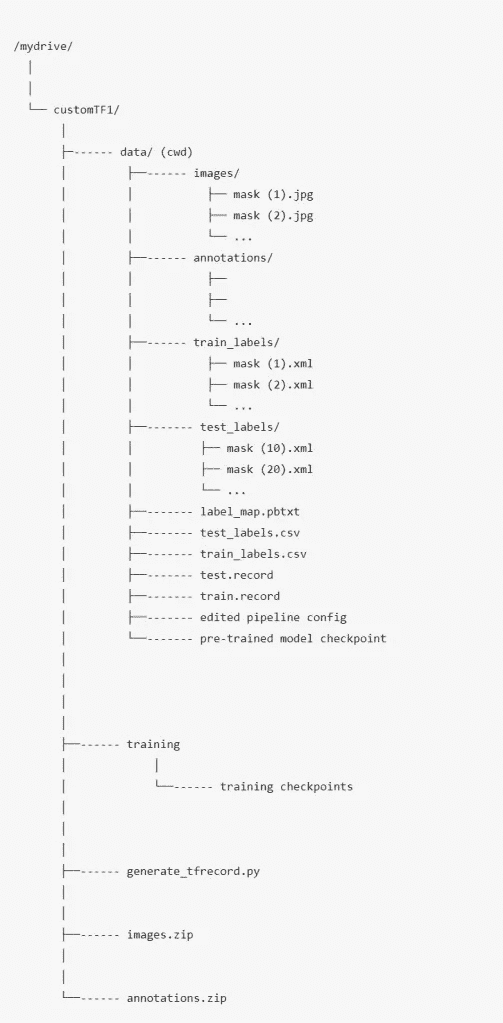 /mydrive/
customTF1/
data/ (cwd)
images/
mask (1).jpg
mask (2).jpg
...
annotations/
...
train_labels/
mask (1).xml
mask (2).xml
...
test_labels/
mask (10).xml
mask (20).xml
...
label_map.pbtxt
test_labels.csv
train_labels.csv
test.record
train.record
edited pipeline config
pre-trained model checkpoint
training
training checkpoints
generate_tfrecord.py
images.zip
annotations.zip